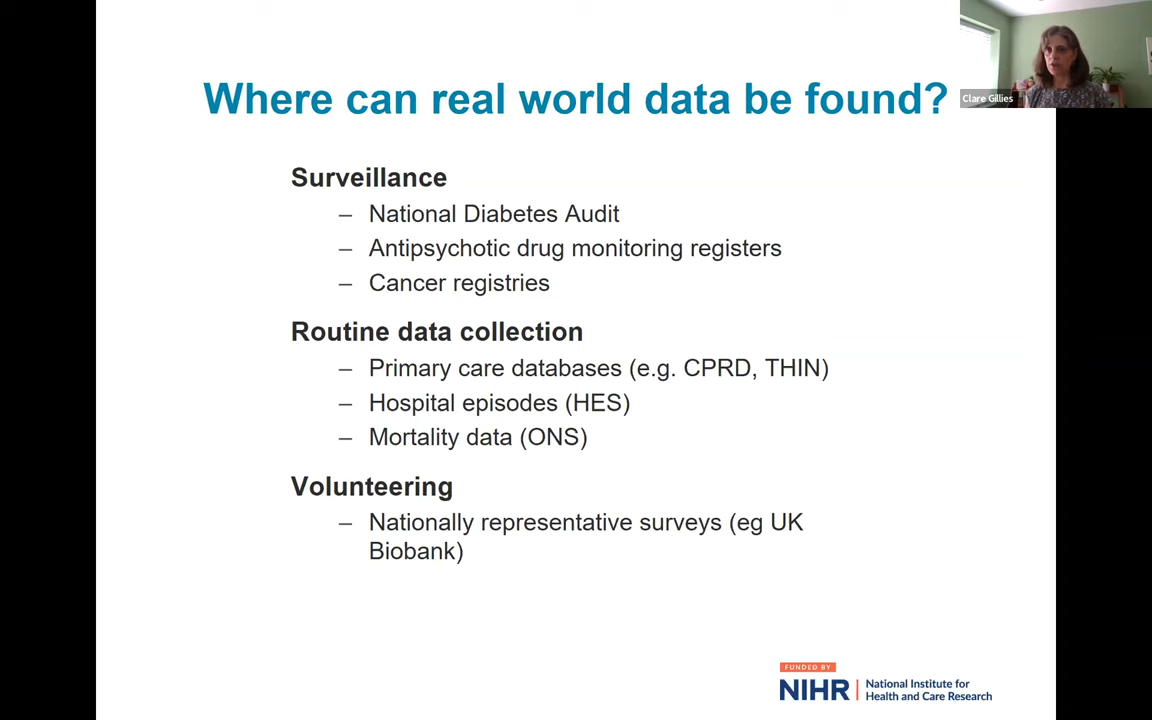 Where can real world data be found?
Clare Gillies
Surveillance
– National Diabetes Audit
– Antipsychotic drug monitoring registers
– Cancer registries
Routine data collection
– Primary care databases (e.g. CPRD, THIN)
– Hospital episodes (HES)
– Mortality data (ONS)
Volunteering
– Nationally representative surveys (eg UK
Biobank)
FUNDED BY
NIHR | National Institute for
Health and Care Research